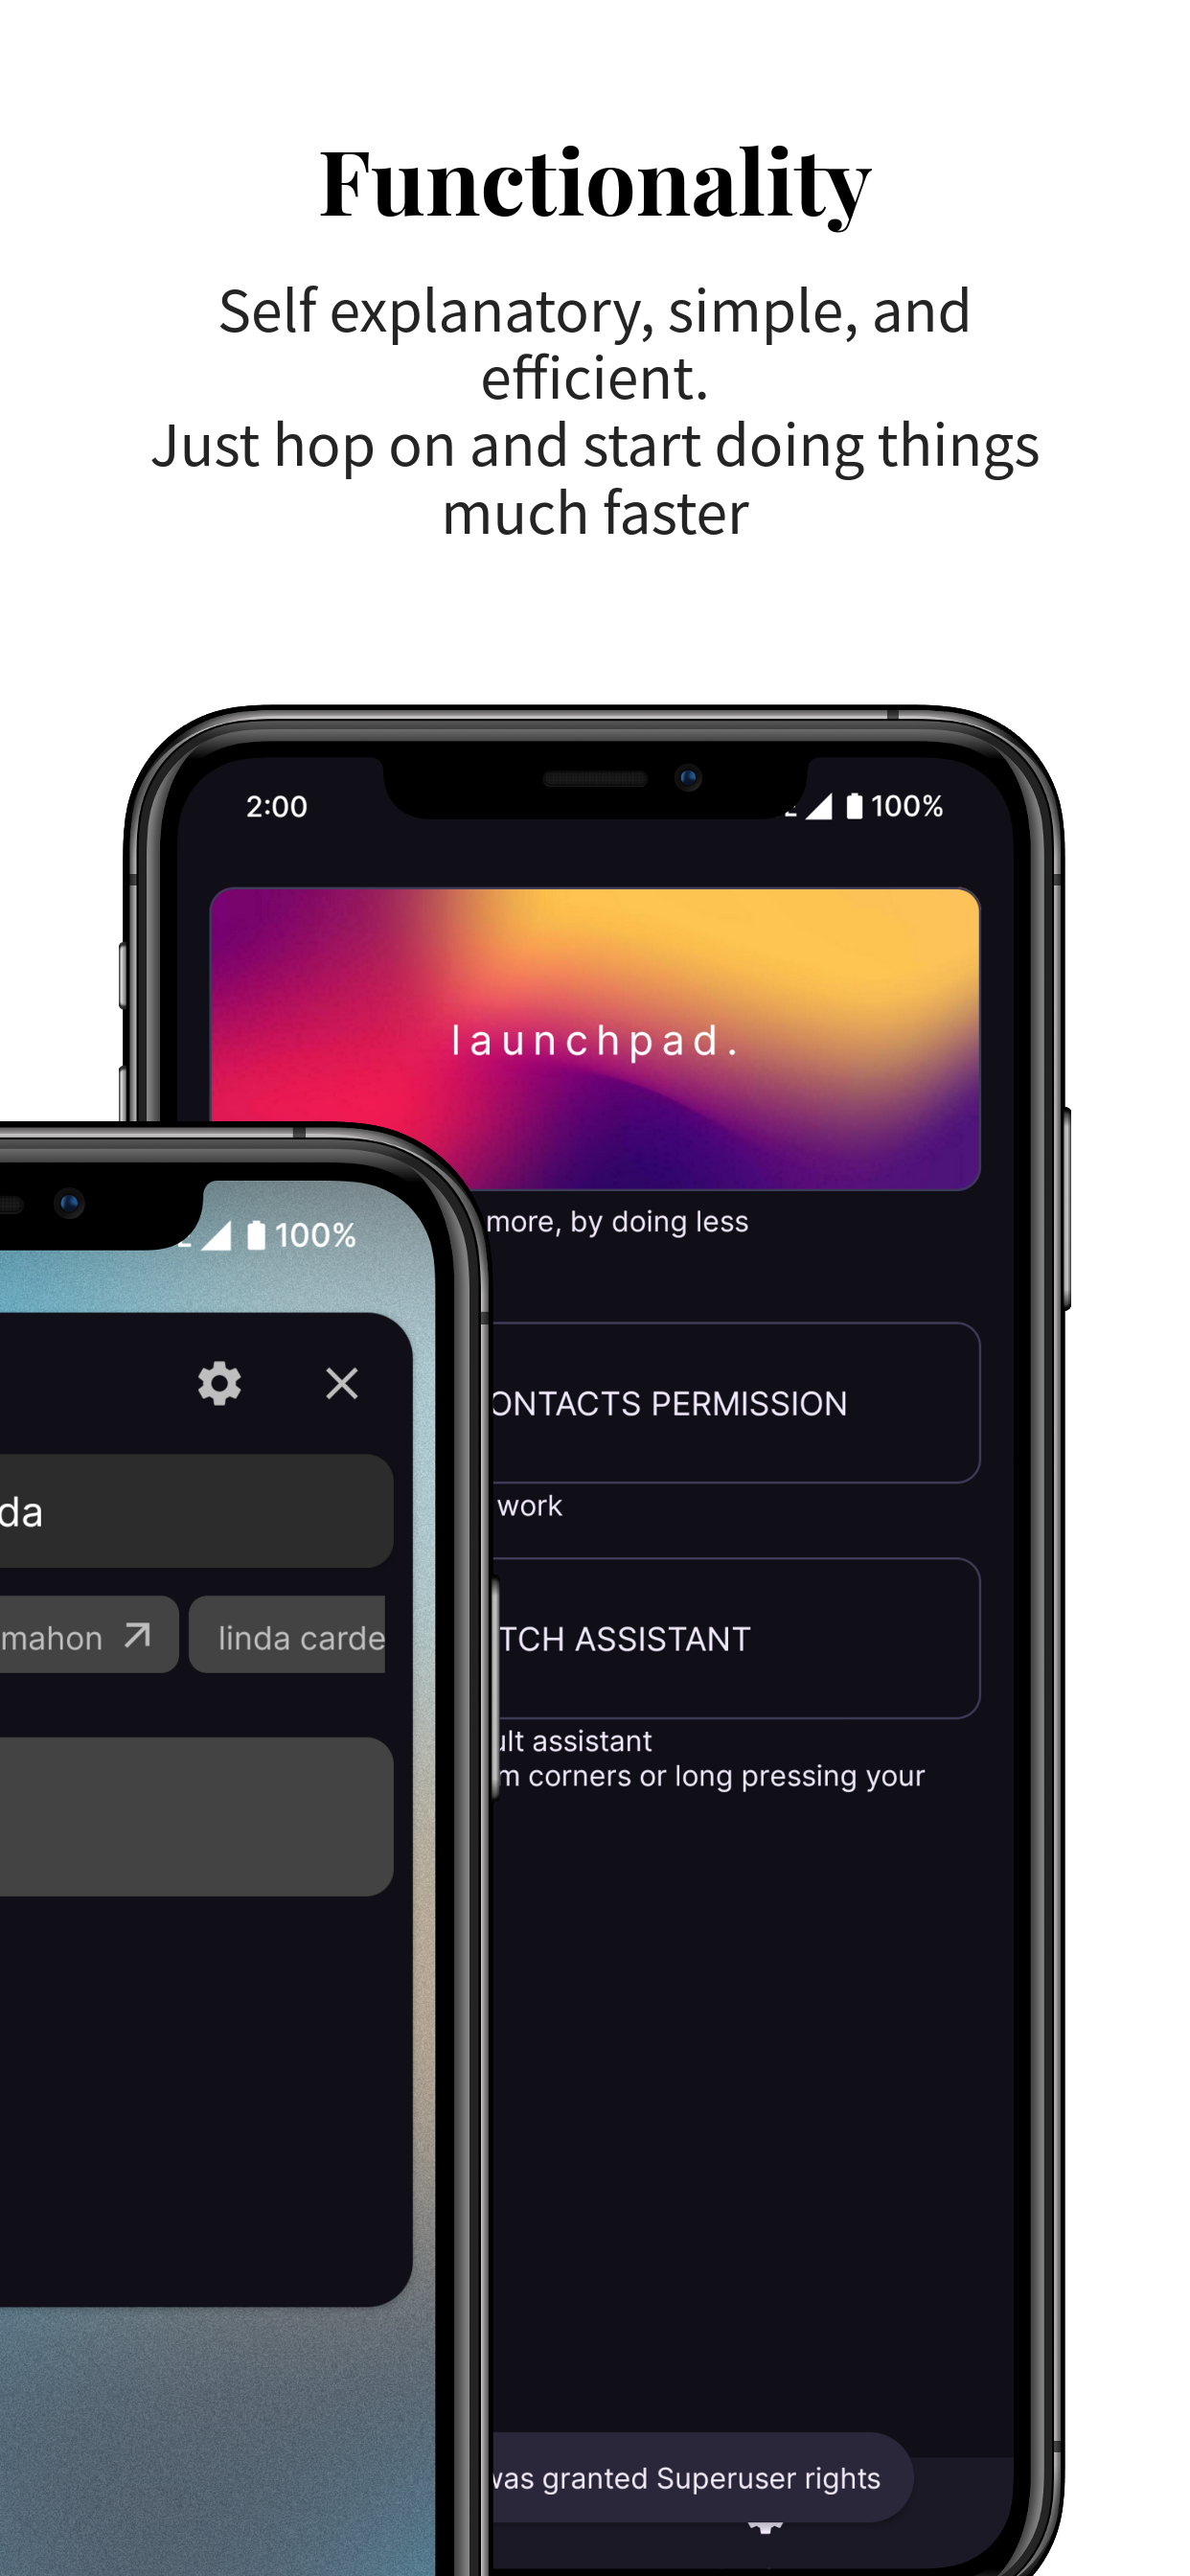 Functionality
Self explanatory, simple, and
efficient.
Just hop on and start doing things
much faster
2:00
100%
launchpad.
more, by doing less
ONTACTS PERMISSION
work
TCH ASSISTANT
ult assistant
m corners or long pressing your
was granted Superuser rights
100%
da
mahon
linda carde